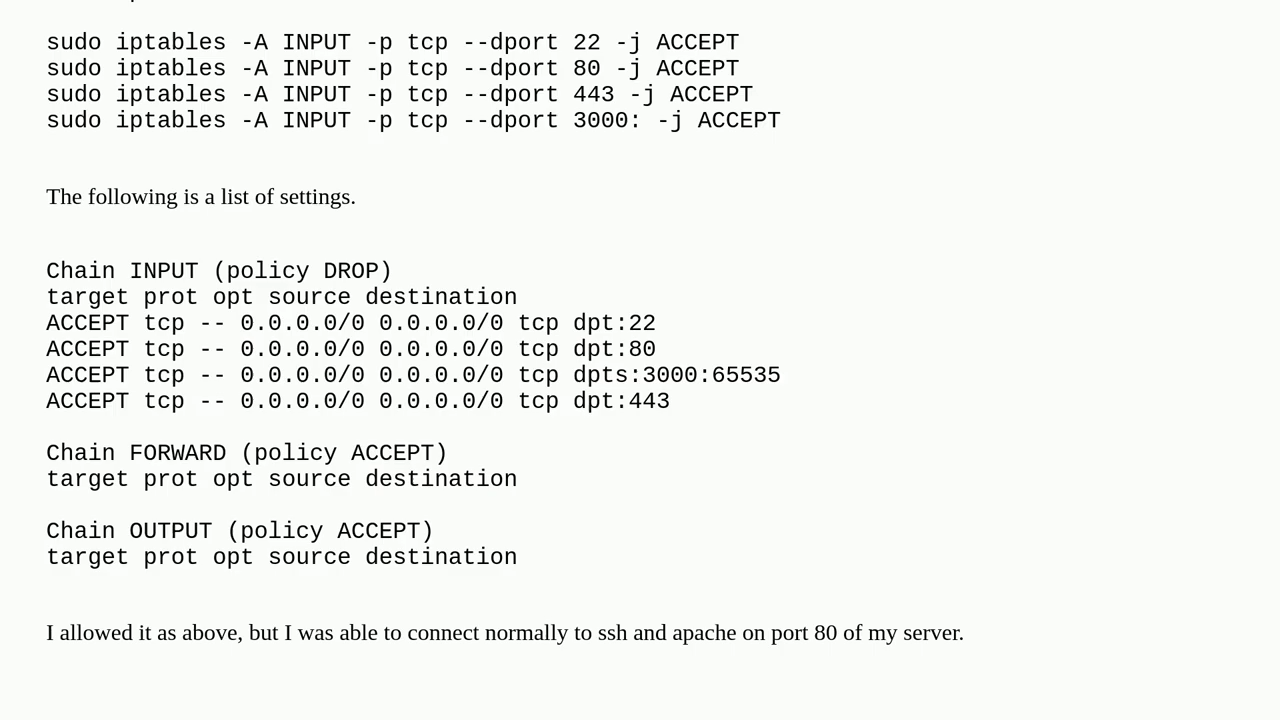 sudo iptables -A INPUT -p tcp --dport 22 -j ACCEPT
sudo iptables -A INPUT -p tcp --dport 80 -j ACCEPT
sudo iptables -A INPUT -p tcp --dport 443 -j ACCEPT
sudo iptables -A INPUT -p tcp --dport 3000: -j ACCEPT
The following is a list of settings.
Chain INPUT (policy DROP)
target prot opt source destination
ACCEPT tcp -- 0.0.0.0/0 0.0.0.0/0 tcp dpt:22
ACCEPT tcp -- 0.0.0.0/0 0.0.0.0/0 tcp dpt:80
ACCEPT tcp -- 0.0.0.0/0 0.0.0.0/0 tcp dpts:3000:65535
ACCEPT tcp -- 0.0.0.0/0 0.0.0.0/0 tcp dpt:443
Chain FORWARD (policy ACCEPT)
target prot opt source destination
Chain OUTPUT (policy ACCEPT)
target prot opt source destination
I allowed it as above, but I was able to connect normally to ssh and apache on port 80 of my server.